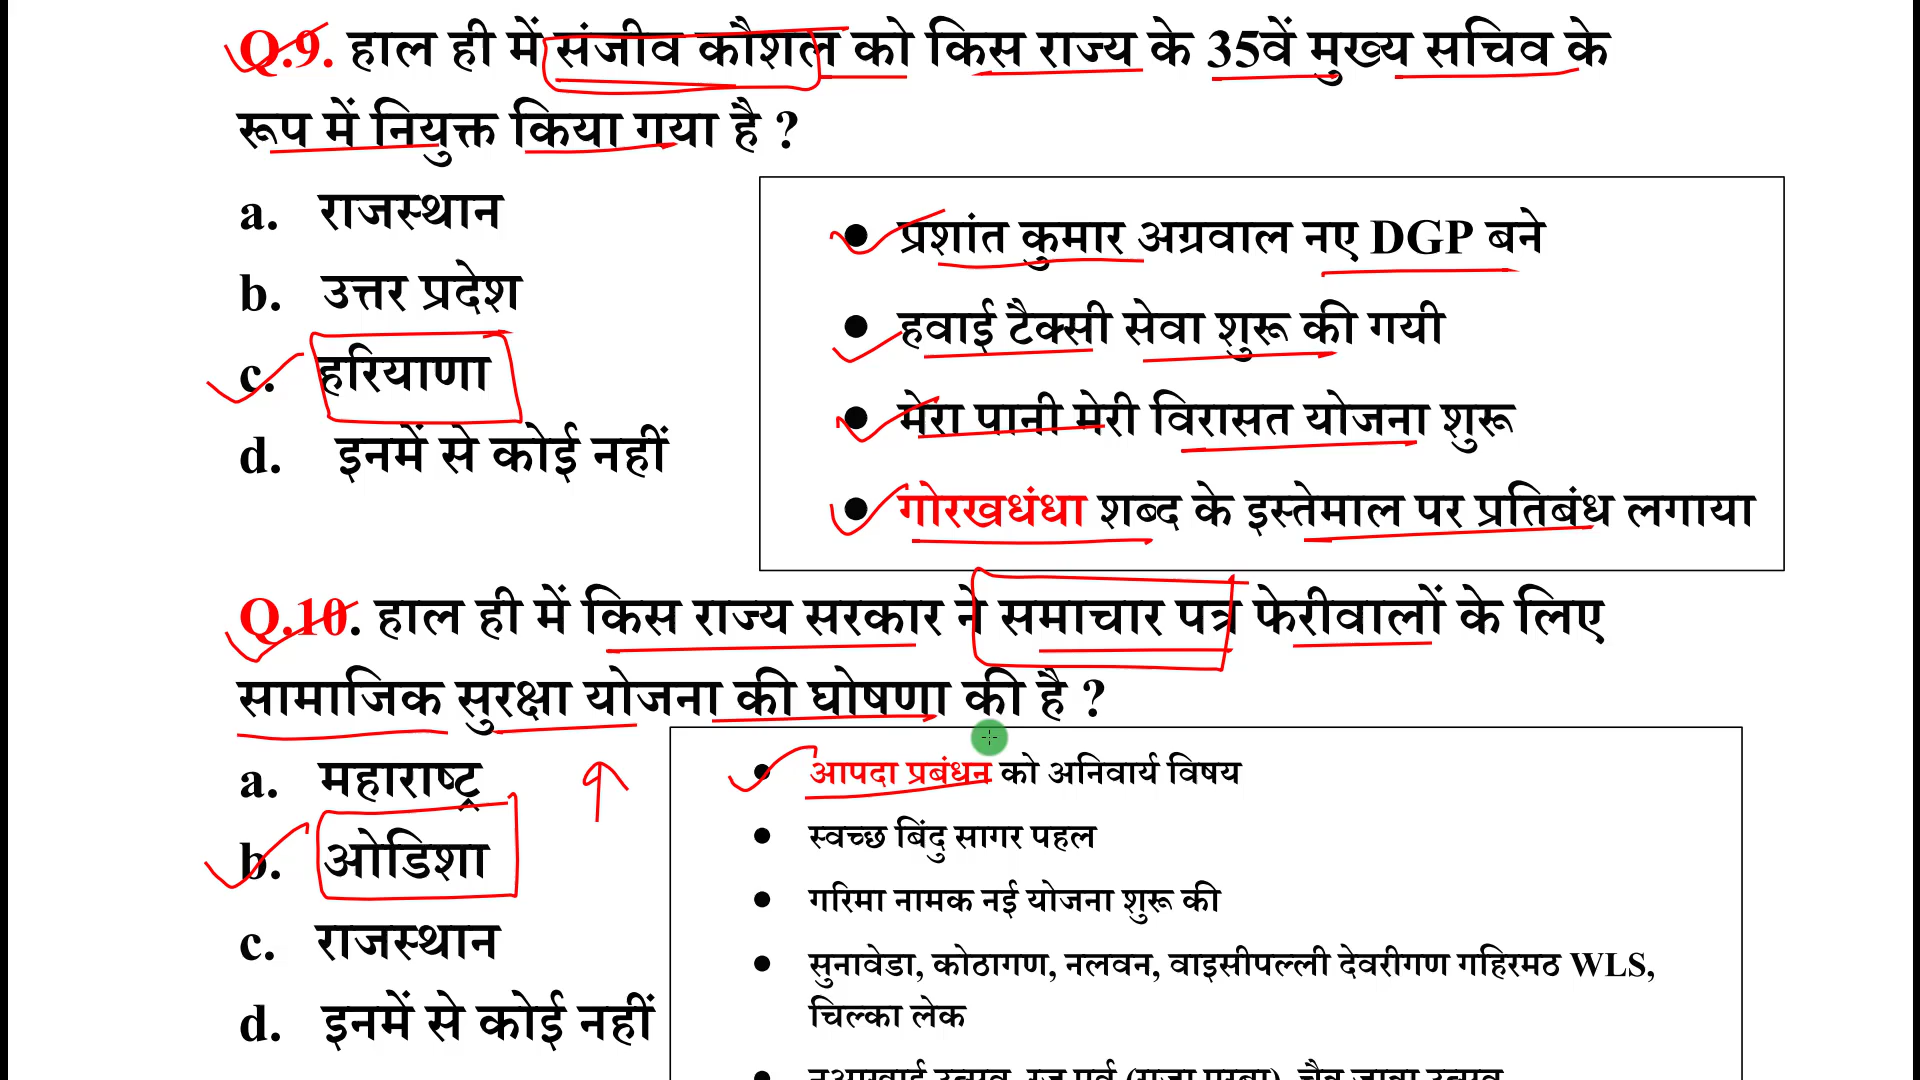 Q.9. हाल ही में संजीव कौशल को किस राज्य के 35वें मुख्य सचिव के
रूप में नियुक्त किया गया है ?
a. राजस्थान
b. उत्तर प्रदेश
c. हरियाणा
d. इनमें से कोई नहीं
● प्रशांत कुमार अग्रवाल नए DGP बने
● हवाई टैक्सी सेवा शुरू की गयी
● मेरा पानी मेरी विरासत योजना शुरू
● गोरखधंधा शब्द के इस्तेमाल पर प्रतिबंध लगाया
Q.10. हाल ही में किस राज्य सरकार ने समाचार पत्र फेरीवालों के लिए
सामाजिक सुरक्षा योजना की घोषणा की है ?
a. महाराष्ट्र
b. ओडिशा
c. राजस्थान
d. इनमें से कोई नहीं
● आपदा प्रबंधन को अनिवार्य विषय
● स्वच्छ बिंदु सागर पहल
● गरिमा नामक नई योजना शुरू की
● सुनावेडा, कोठागण, नलवन, वाइसीपल्ली देवरीगण गहिरमठ WLS,
चिल्का लेक